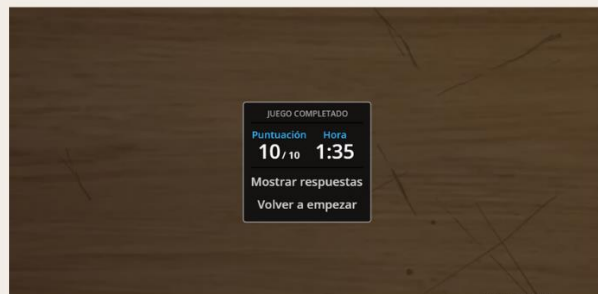 JUEGO COMPLETADO
Puntuación Hora
10/ 10 1:35
Mostrar respuestas
Volver a empezar